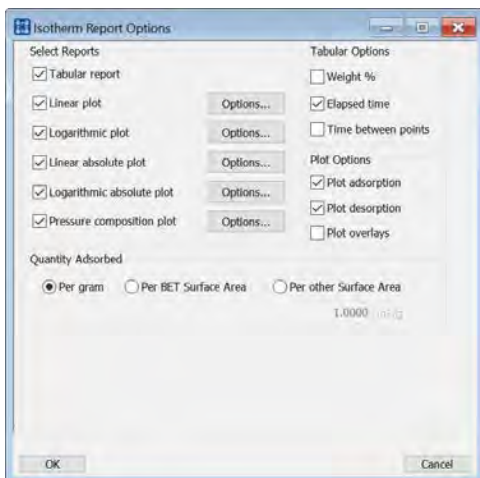 Isotherm Report Options
Select Reports
Tabular report
Linear plot
Options...
Logarithmic plot
Options...
Linear absolute plot
Options...
Logarithmic absolute plot
Options...
Pressure composition plot
Options...
Tabular Options
Weight %
Elapsed time
Time between points
Plot Options
Plot adsorption
Plot desorption
Plot overlays
Quantity Adsorbed
Per gram
Per BET Surface Area
Per other Surface Area
1.0000
OK
Cancel